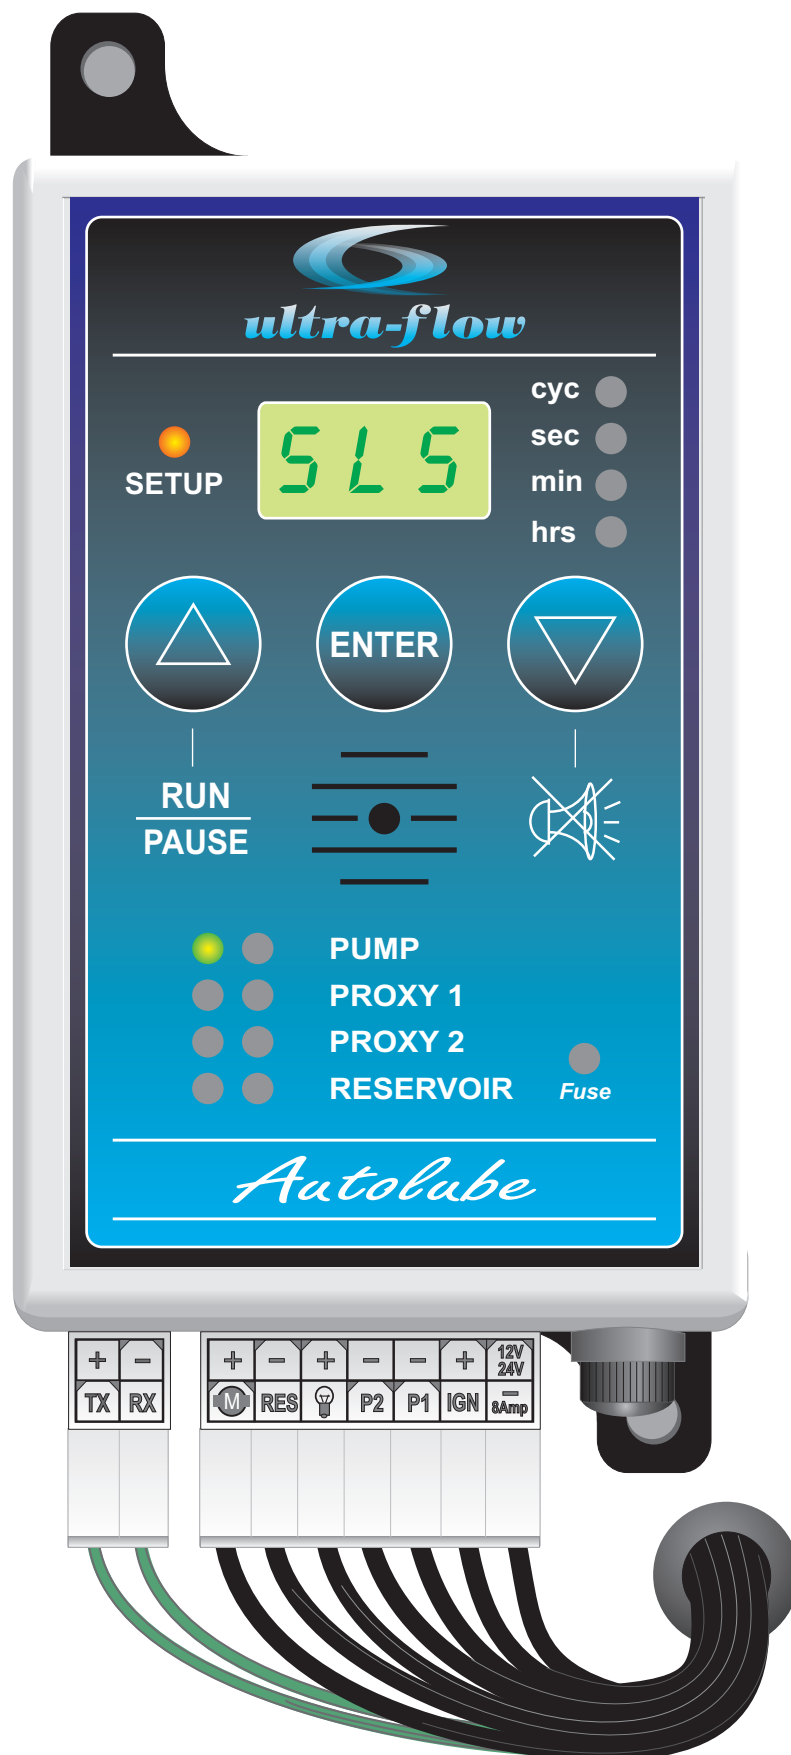 ultra-flow
cyc
SLS
sec
SETUP
min
hrs
ENTER
RUN
PAUSE
PUMP
PROXY 1
PROXY 2
RESERVOIR
Fuse
Autolube
+ − + − + − − + 12V
24V
TX RX M RES P2 P1 IGN − 8Amp